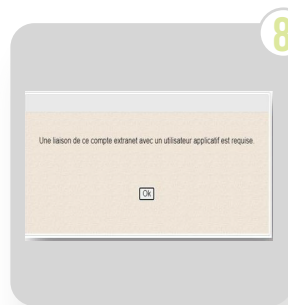 8
Une liaison de ce compte extranet avec un utilisateur applicatif est requise.
Ok